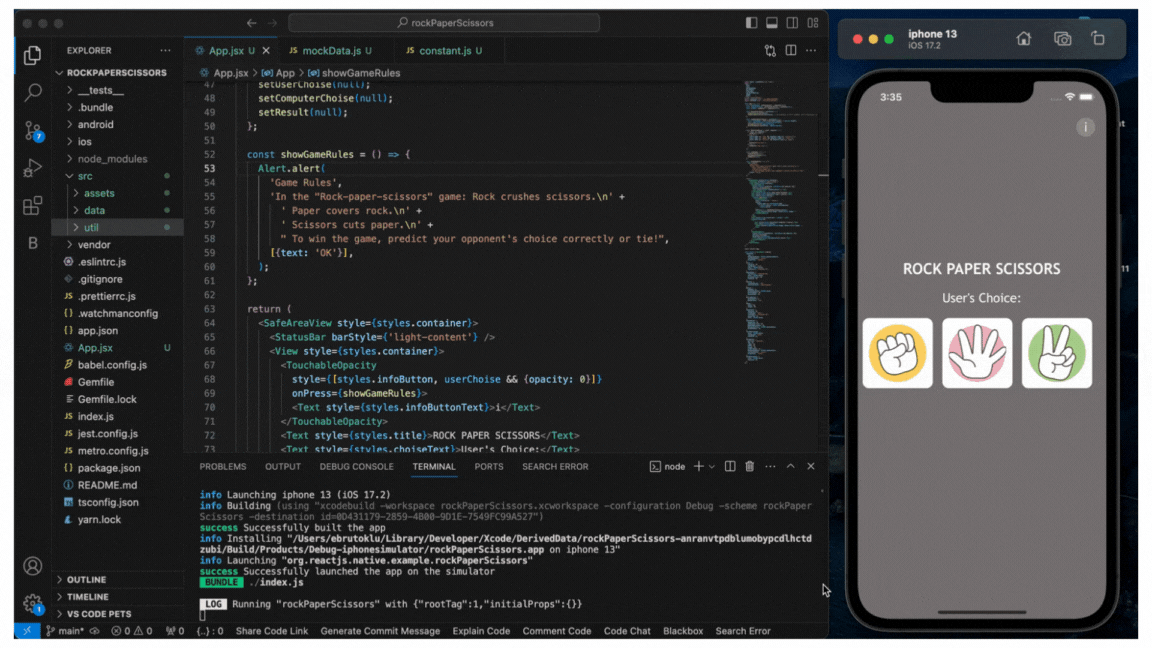 rockPaperScissors
EXPLORER
ROCKPAPERSCISSORS
__tests__
.bundle
android
ios
node_modules
src
assets
data
util
vendor
.eslintrc.js
.gitignore
JS .prettierrc.js
{} .watchmanconfig
{} app.json
App.jsx U
babel.config.js
Gemfile
Gemfile.lock
JS index.js
JS jest.config.js
JS metro.config.js
{} package.json
README.md
tsconfig.json
yarn.lock
OUTLINE
TIMELINE
VS CODE PETS
7
B
1
App.jsx U
JS mockData.js U
JS constant.js U
App.jsx > App > showGameRules
47 setUserChoise(null);
48 setComputerChoise(null);
49 setResult(null);
50 };
51
52 const showGameRules = () => {
53 Alert.alert(
54 'Game Rules',
55 'In the "Rock-paper-scissors" game: Rock crushes scissors.\n' +
56 ' Paper covers rock.\n' +
57 ' Scissors cuts paper.\n' +
58 " To win the game, predict your opponent's choice correctly or tie!",
59 [{text: 'OK'}],
60 );
61 };
62
63 return (
64 <SafeAreaView style={styles.container}>
65 <StatusBar barStyle={'light-content'} />
66 <View style={styles.container}>
67 <TouchableOpacity
68 style={[styles.infoButton, userChoise && {opacity: 0}]}
69 onPress={showGameRules}>
70 <Text style={styles.infoButtonText}>i</Text>
71 </TouchableOpacity>
72 <Text style={styles.title}>ROCK PAPER SCISSORS</Text>
73 <Text style={styles.choiseText}>User's Choice:</Text>
PROBLEMS OUTPUT DEBUG CONSOLE TERMINAL PORTS SEARCH ERROR
node
info Launching iphone 13 (iOS 17.2)
info Building (using "xcodebuild -workspace rockPaperScissors.xcworkspace -configuration Debug -scheme rockPaper
Scissors -destination id=0D431179-2859-4B00-9D1E-7549FC99A527")
success Successfully built the app
info Installing "/Users/ebrutoklu/Library/Developer/Xcode/DerivedData/rockPaperScissors-anranvtpdblumobypcdlhctd
zubi/Build/Products/Debug-iphonesimulator/rockPaperScissors.app on iphone 13"
info Launching "org.reactjs.native.example.rockPaperScissors"
success Successfully launched the app on the simulator
BUNDLE ./index.js
LOG Running "rockPaperScissors" with {"rootTag":1,"initialProps":{}}
main* 0 0 0 {..} : 0 Share Code Link Generate Commit Message Explain Code Comment Code Code Chat Blackbox Search Error
iphone 13
iOS 17.2
3:35
i
ROCK PAPER SCISSORS
User's Choice: